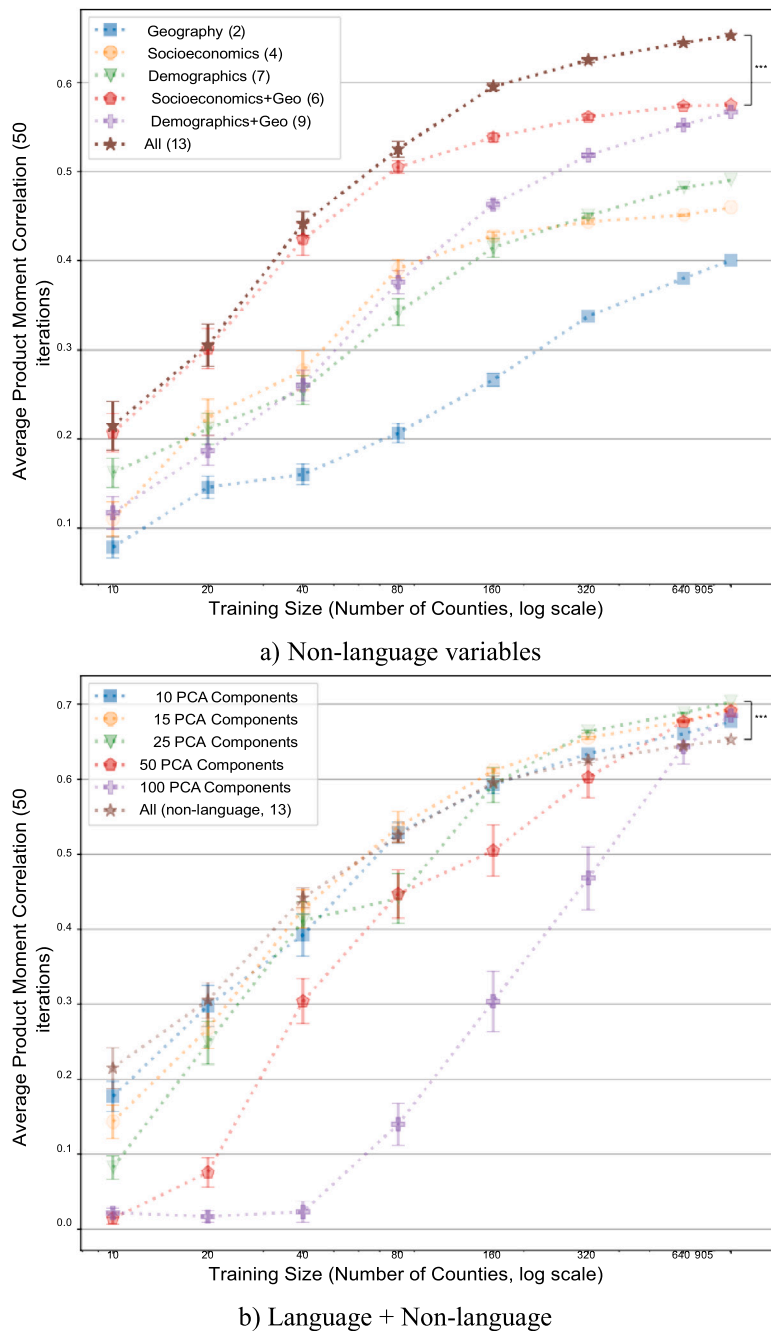 Geography (2)
Socioeconomics (4)
Demographics (7)
Socioeconomics+Geo (6)
Demographics+Geo (9)
All (13)
***
0.6
0.5
0.4
0.3
0.2
0.1
Average Product Moment Correlation (50
iterations)
10 20 40 80 160 320 640 905
Training Size (Number of Counties, log scale)
a) Non-language variables
10 PCA Components
15 PCA Components
25 PCA Components
50 PCA Components
100 PCA Components
All (non-language, 13)
***
0.7
0.6
0.5
0.4
0.3
0.2
0.1
0.0
Average Product Moment Correlation (50
iterations)
10 20 40 80 160 320 640 905
Training Size (Number of Counties, log scale)
b) Language + Non-language